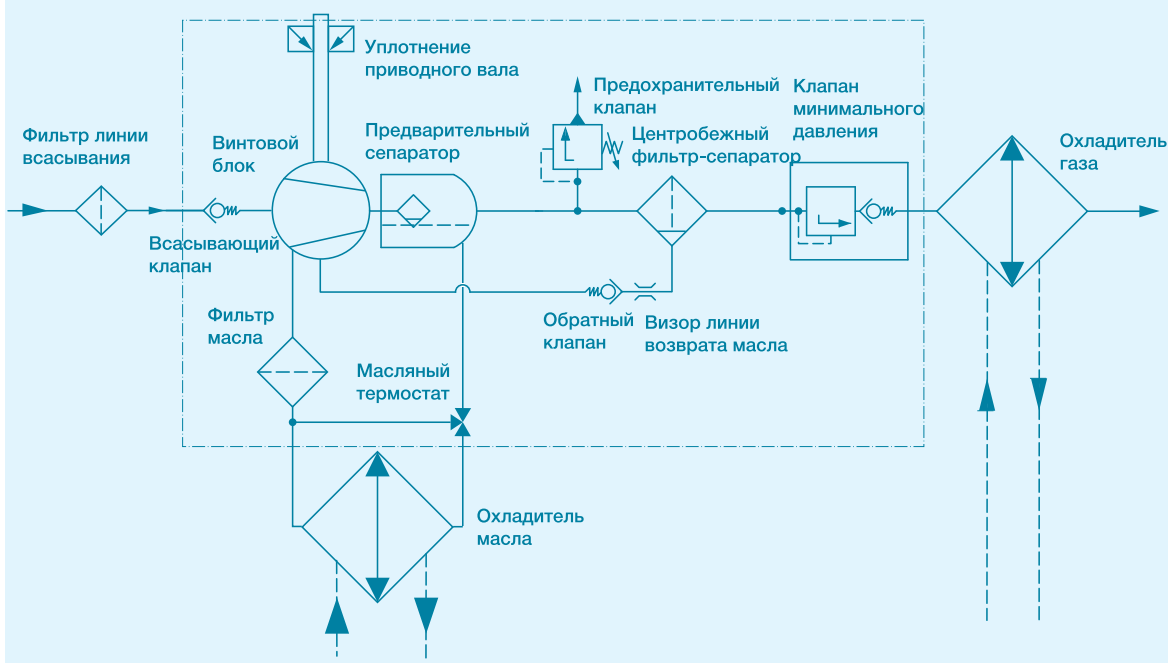 Уплотнение
приводного вала
Предохранительный
клапан
Клапан
минимального
давления
Фильтр линии
всасывания
Винтовой
блок
Предварительный
сепаратор
Центробежный
фильтр-сепаратор
Охладитель
газа
Всасывающий
клапан
Фильтр
масла
Обратный
клапан
Визор линии
возврата масла
Масляный
термостат
Охладитель
масла